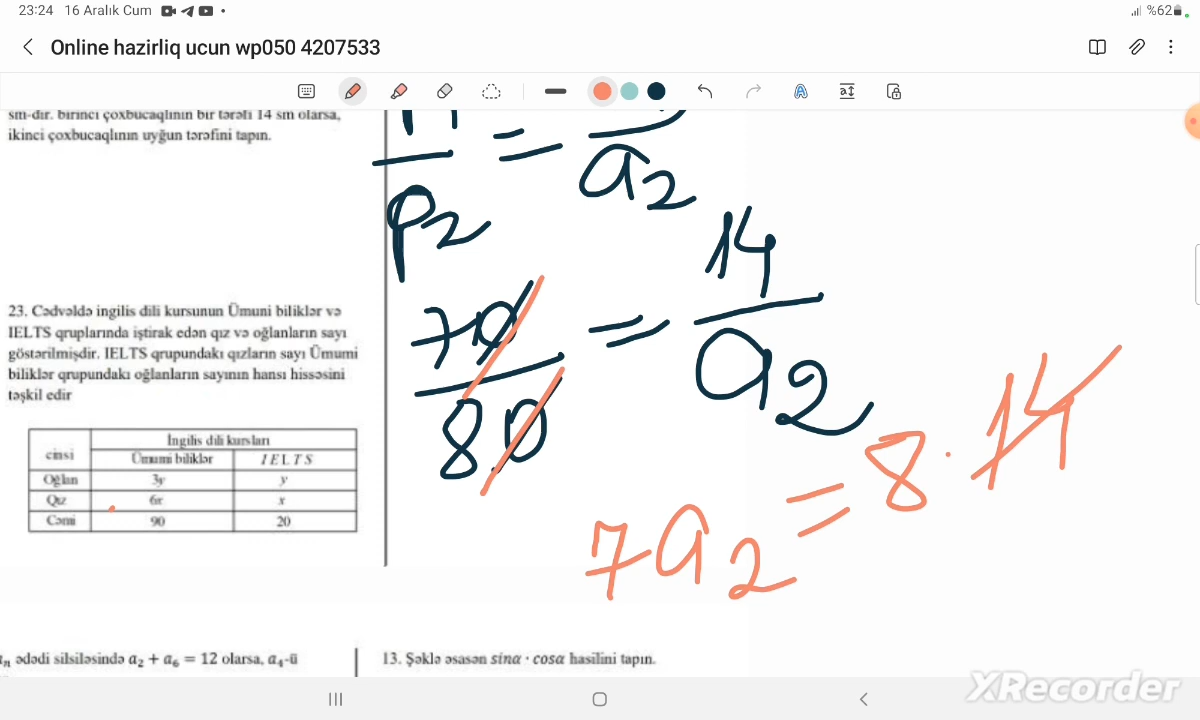 23:24 16 Aralık Cum %62
Online hazirliq ucun wp050 4207533
sm-dir. birinci çoxbucaqlının bir tərəfi 14 sm olarsa,
ikinci çoxbucaqlının uyğun tərəfini tapın.
P2 = a2
70/80 = 14/a2
7a2 = 8·14
23. Cədvəldə ingilis dili kursunun Ümuni biliklər və
IELTS qruplarında iştirak edən qız və oğlanların sayı
göstərilmişdir. IELTS qrupundakı qızların sayı Ümumi
biliklər qrupundakı oğlanların sayının hansı hissəsini
təşkil edir
cinsi İngilis dili kursları
Ümumi biliklər IELTS
Oğlan 3y y
Qız 6x x
Cəmi 90 20
ədədi silsiləsində a₂ + a₆ = 12 olarsa, a₄-ü
13. Şəklə əsasən sinα · cosα hasilini tapın.
XRecorder